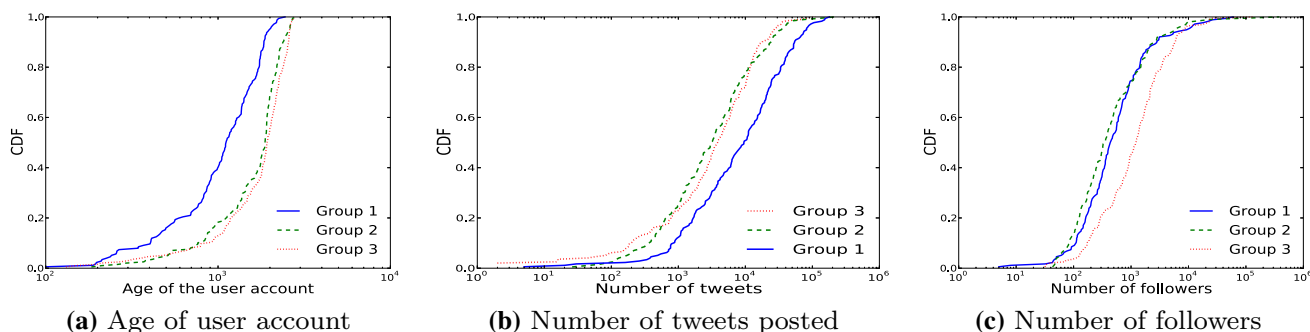 1.0
0.8
0.6
0.4
0.2
0.0
CDF
10^2 10^3 10^4
Age of the user account
Group 1
Group 2
Group 3
(a) Age of user account
1.0
0.8
0.6
0.4
0.2
0.0
CDF
10^0 10^1 10^2 10^3 10^4 10^5 10^6
Number of tweets
Group 3
Group 2
Group 1
(b) Number of tweets posted
1.0
0.8
0.6
0.4
0.2
0.0
CDF
10^0 10^1 10^2 10^3 10^4 10^5 10^6
Number of followers
Group 1
Group 2
Group 3
(c) Number of followers